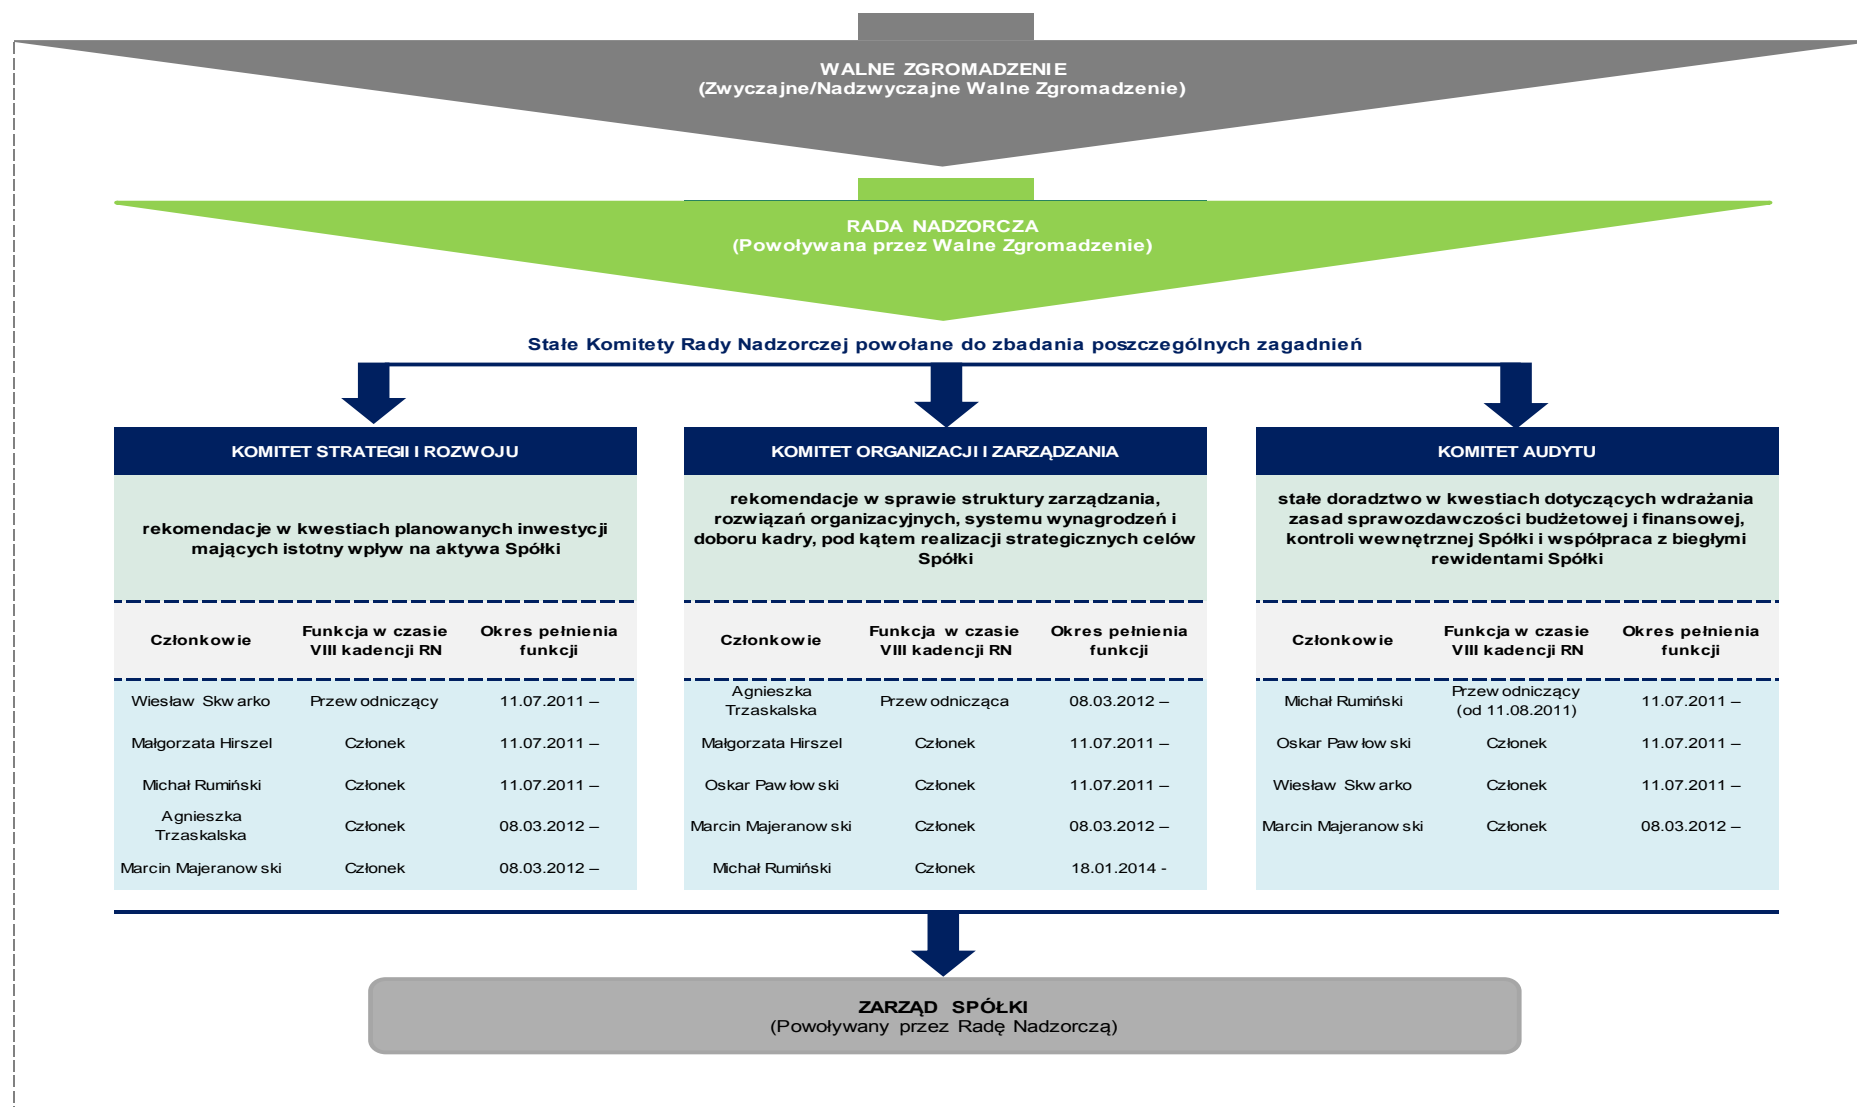 WALNE ZGROMADZENIE
(Zwyczajne/Nadzwyczajne Walne Zgromadzenie)
RADA NADZORCZA
(Powoływana przez Walne Zgromadzenie)
Stałe Komitety Rady Nadzorczej powołane do zbadania poszczególnych zagadnień
KOMITET STRATEGII I ROZWOJU
rekomendacje w kwestiach planowanych inwestycji
mających istotny wpływ na aktywa Spółki
Członkowie
Funkcja w czasie
VIII kadencji RN
Okres pełnienia
funkcji
Wiesław Skwarko Przewodniczący 11.07.2011 –
Małgorzata Hirszel Członek 11.07.2011 –
Michał Rumiński Członek 11.07.2011 –
Agnieszka
Trzaskalska
Członek 08.03.2012 –
Marcin Majeranowski Członek 08.03.2012 –
KOMITET ORGANIZACJI I ZARZĄDZANIA
rekomendacje w sprawie struktury zarządzania,
rozwiązań organizacyjnych, systemu wynagrodzeń i
doboru kadry, pod kątem realizacji strategicznych celów
Spółki
Członkowie
Funkcja w czasie
VIII kadencji RN
Okres pełnienia
funkcji
Agnieszka
Trzaskalska
Przewodnicząca 08.03.2012 –
Małgorzata Hirszel Członek 11.07.2011 –
Oskar Pawłowski Członek 11.07.2011 –
Marcin Majeranowski Członek 08.03.2012 –
Michał Rumiński Członek 18.01.2014 -
KOMITET AUDYTU
stałe doradztwo w kwestiach dotyczących wdrażania
zasad sprawozdawczości budżetowej i finansowej,
kontroli wewnętrznej Spółki i współpraca z biegłymi
rewidentami Spółki
Członkowie
Funkcja w czasie
VIII kadencji RN
Okres pełnienia
funkcji
Michał Rumiński
Przewodniczący
(od 11.08.2011)
11.07.2011 –
Oskar Pawłowski Członek 11.07.2011 –
Wiesław Skwarko Członek 11.07.2011 –
Marcin Majeranowski Członek 08.03.2012 –
ZARZĄD SPÓŁKI
(Powoływany przez Radę Nadzorczą)